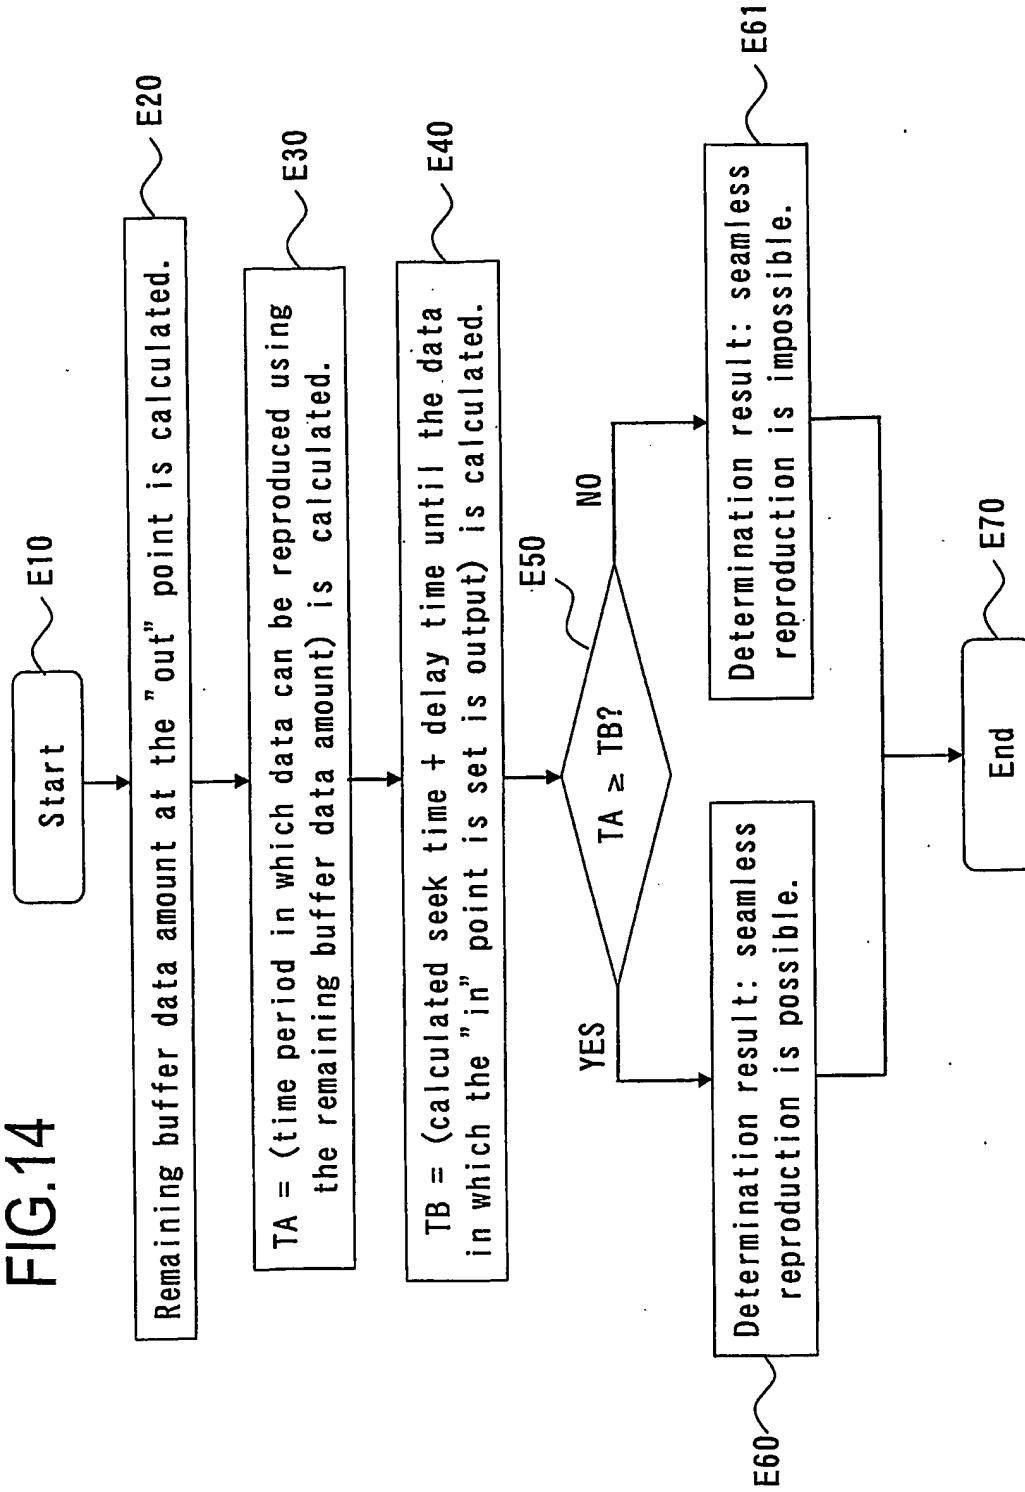 FIG.14
Start
E10
Remaining buffer data amount at the "out" point is calculated.
E20
TA = (time period in which data can be reproduced using
the remaining buffer data amount) is calculated.
E30
TB = (calculated seek time + delay time until the data
in which the "in" point is set is output) is calculated.
E40
TA ≥ TB?
E50
YES
NO
Determination result: seamless
reproduction is possible.
E60
Determination result: seamless
reproduction is impossible.
E61
End
E70